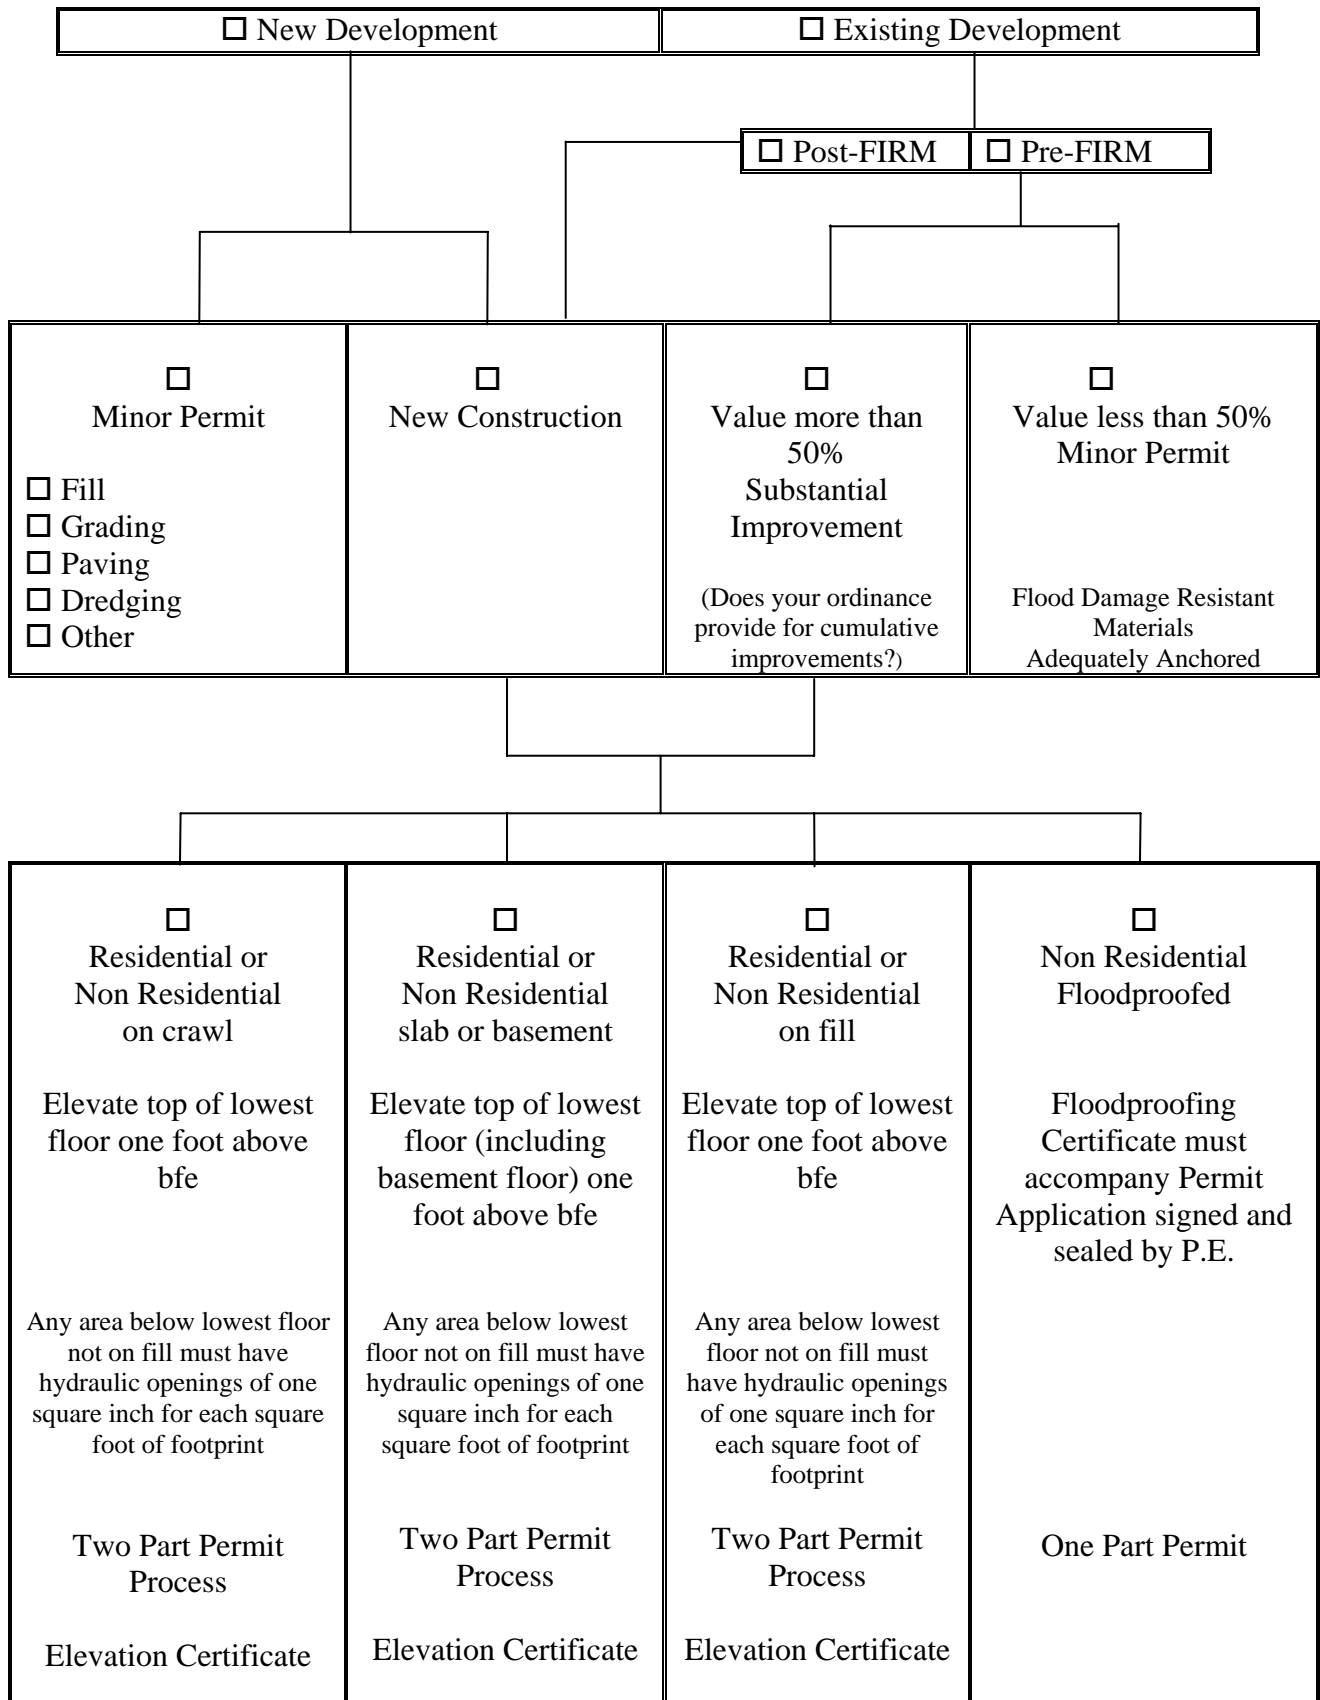 ☐ New Development
☐ Existing Development
☐ Post-FIRM
☐ Pre-FIRM
☐
Minor Permit
☐ Fill
☐ Grading
☐ Paving
☐ Dredging
☐ Other
☐
New Construction
☐
Value more than
50%
Substantial
Improvement
(Does your ordinance
provide for cumulative
improvements?)
☐
Value less than 50%
Minor Permit
Flood Damage Resistant
Materials
Adequately Anchored
☐
Residential or
Non Residential
on crawl
Elevate top of lowest
floor one foot above
bfe
Any area below lowest floor
not on fill must have
hydraulic openings of one
square inch for each square
foot of footprint
Two Part Permit
Process
Elevation Certificate
☐
Residential or
Non Residential
slab or basement
Elevate top of lowest
floor (including
basement floor) one
foot above bfe
Any area below lowest
floor not on fill must have
hydraulic openings of one
square inch for each
square foot of footprint
Two Part Permit
Process
Elevation Certificate
☐
Residential or
Non Residential
on fill
Elevate top of lowest
floor one foot above
bfe
Any area below lowest
floor not on fill must
have hydraulic openings
of one square inch for
each square foot of
footprint
Two Part Permit
Process
Elevation Certificate
☐
Non Residential
Floodproofed
Floodproofing
Certificate must
accompany Permit
Application signed and
sealed by P.E.
One Part Permit